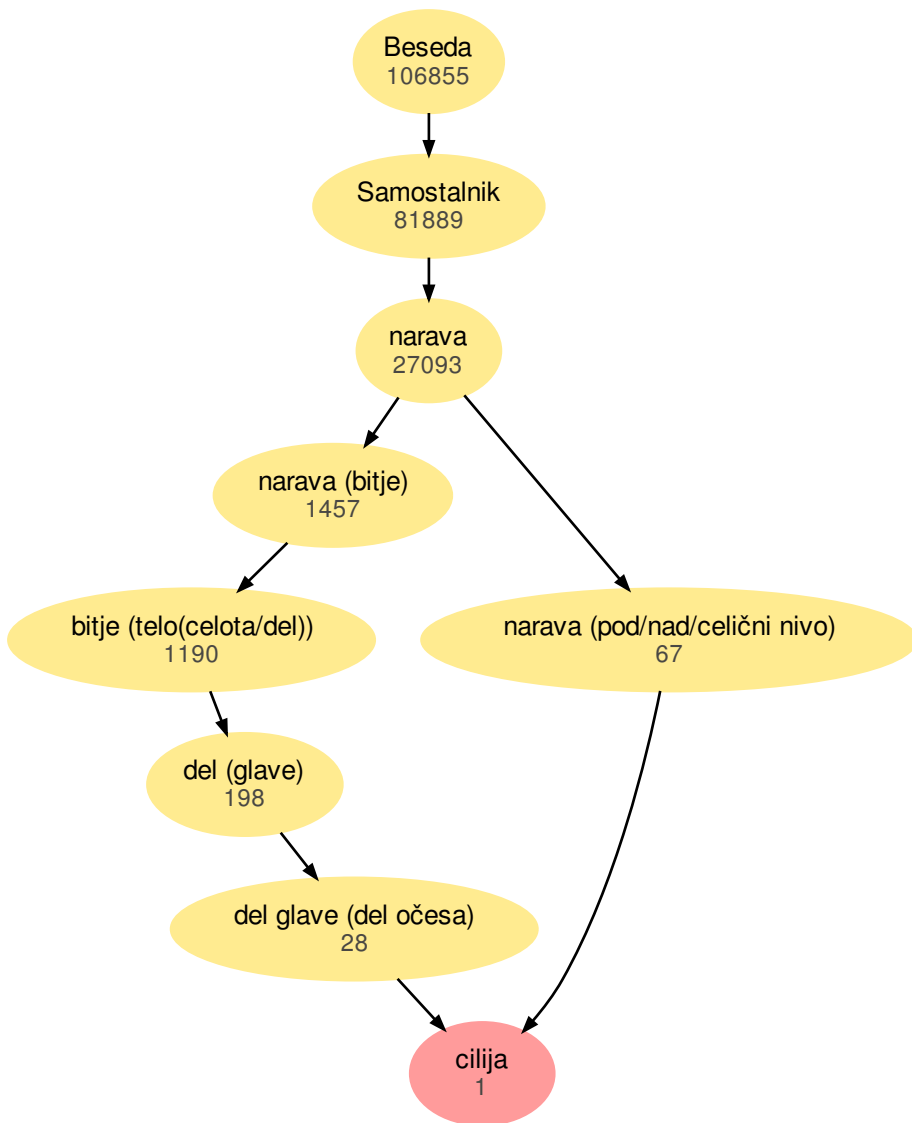 Beseda
106855
Samostalnik
81889
narava
27093
narava (bitje)
1457
bitje (telo(celota/del))
1190
narava (pod/nad/celični nivo)
67
del (glave)
198
del glave (del očesa)
28
cilija
1